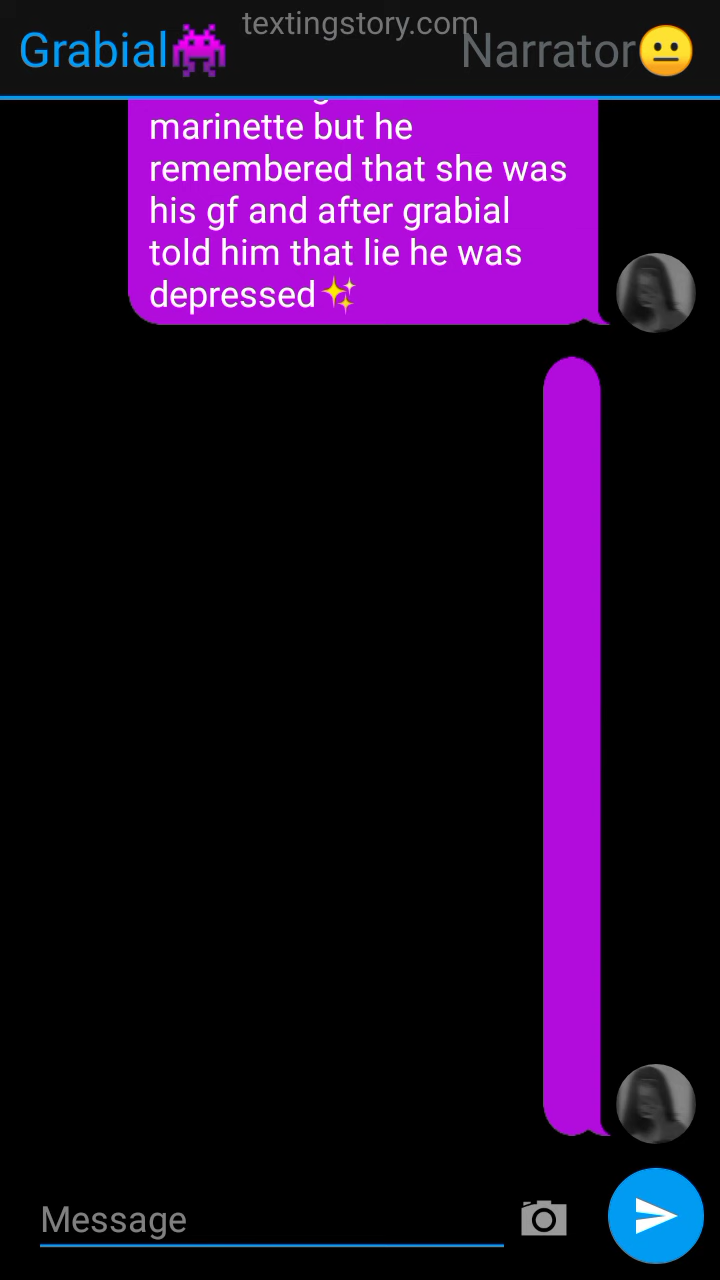 textingstory.com
Grabial👾 Narrator😐
marinette but he
remembered that she was
his gf and after grabial
told him that lie he was
depressed✨
Message